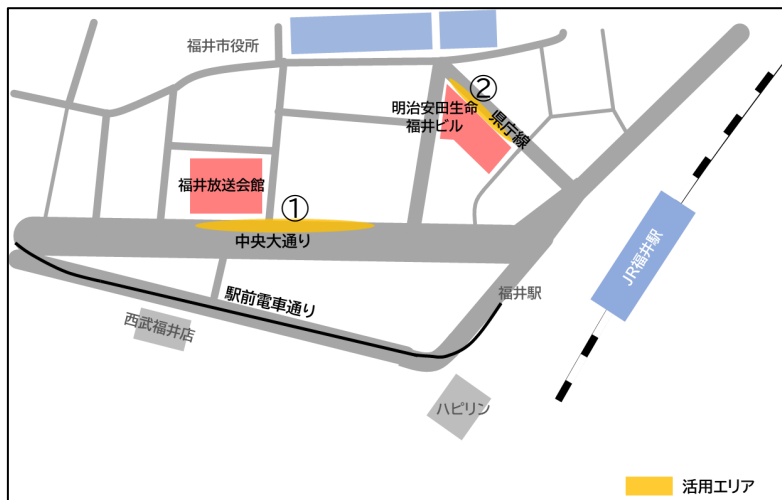 福井市役所
②
明治安田生命
福井ビル
県庁線
福井放送会館
①
中央大通り
JR福井駅
福井駅
駅前電車通り
西武福井店
ハピリン
活用エリア